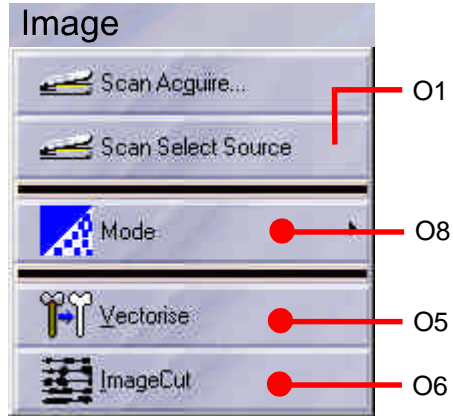 Image
Scan Acquire...
O1
Scan Select Source
Mode
O8
Vectorise
O5
ImageCut
O6